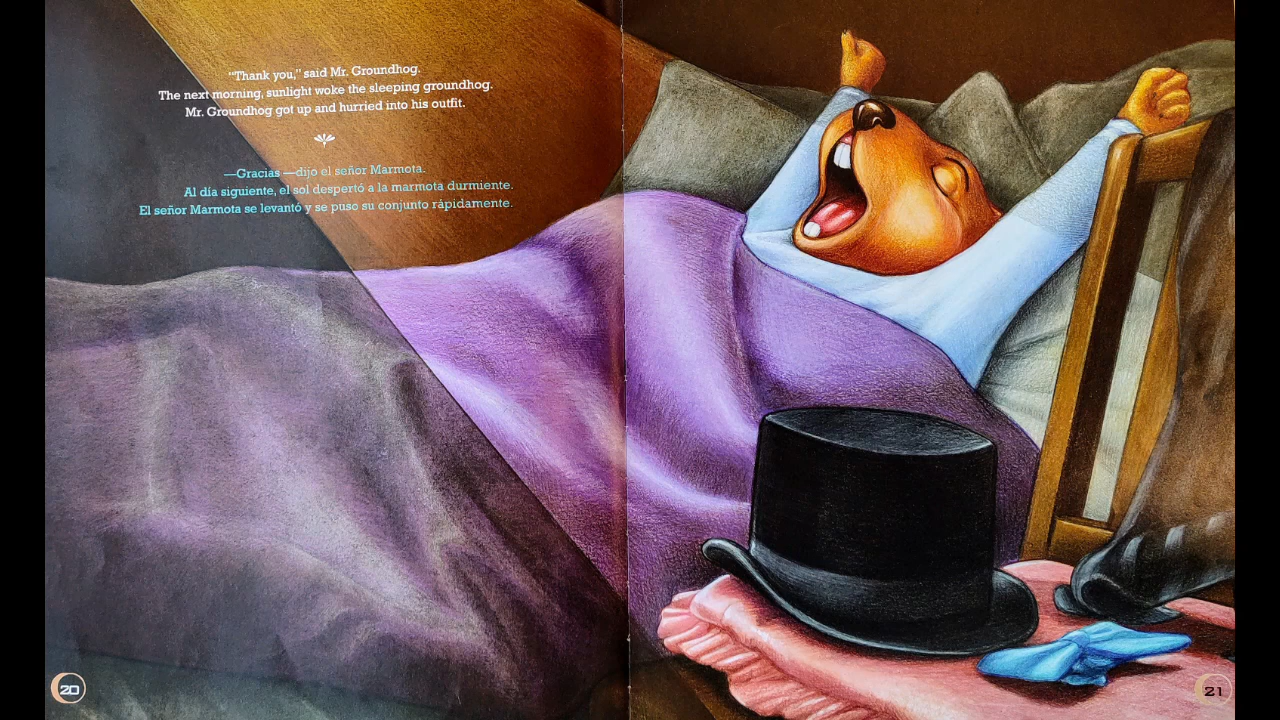 “Thank you,” said Mr. Groundhog.
The next morning, sunlight woke the sleeping groundhog.
Mr. Groundhog got up and hurried into his outfit.
—Gracias —dijo el señor Marmota.
Al día siguiente, el sol despertó a la marmota durmiente.
El señor Marmota se levantó y se puso su conjunto rápidamente.
20
21